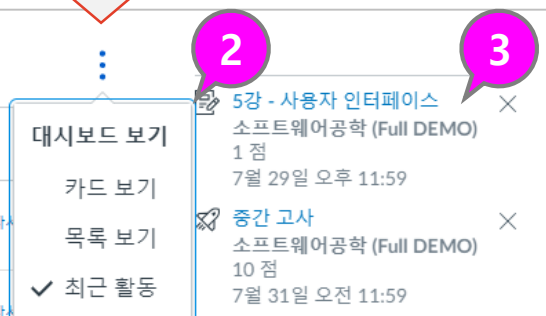 2
3
대시보드 보기
카드 보기
목록 보기
최근 활동
5강 - 사용자 인터페이스
소프트웨어공학 (Full DEMO)
1 점
7월 29일 오후 11:59
중간 고사
소프트웨어공학 (Full DEMO)
10 점
7월 31일 오전 11:59